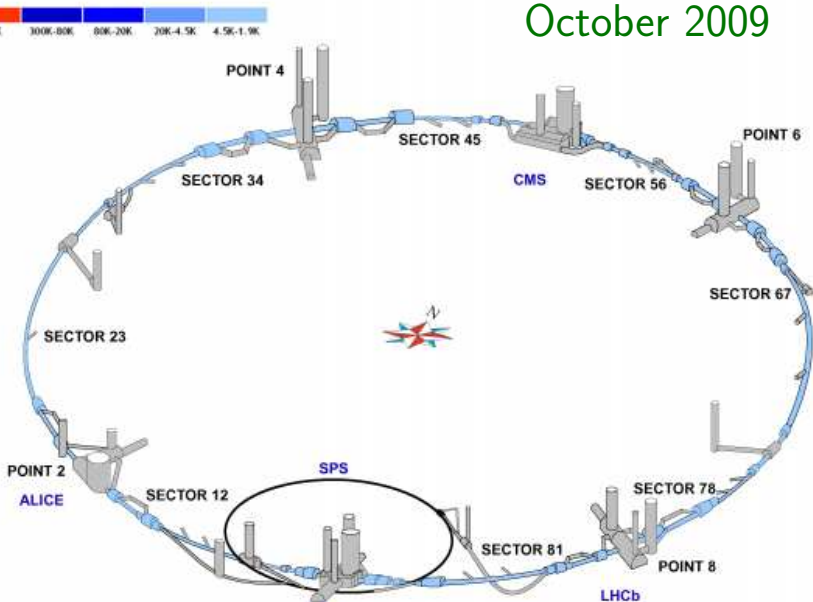 October 2009
300K-80K 80K-20K 20K-4.5K 4.5K-1.9K
POINT 4
SECTOR 45
POINT 6
SECTOR 34
CMS
SECTOR 56
N
SECTOR 67
SECTOR 23
POINT 2
SPS
ALICE
SECTOR 12
SECTOR 78
SECTOR 81
POINT 8
LHCb